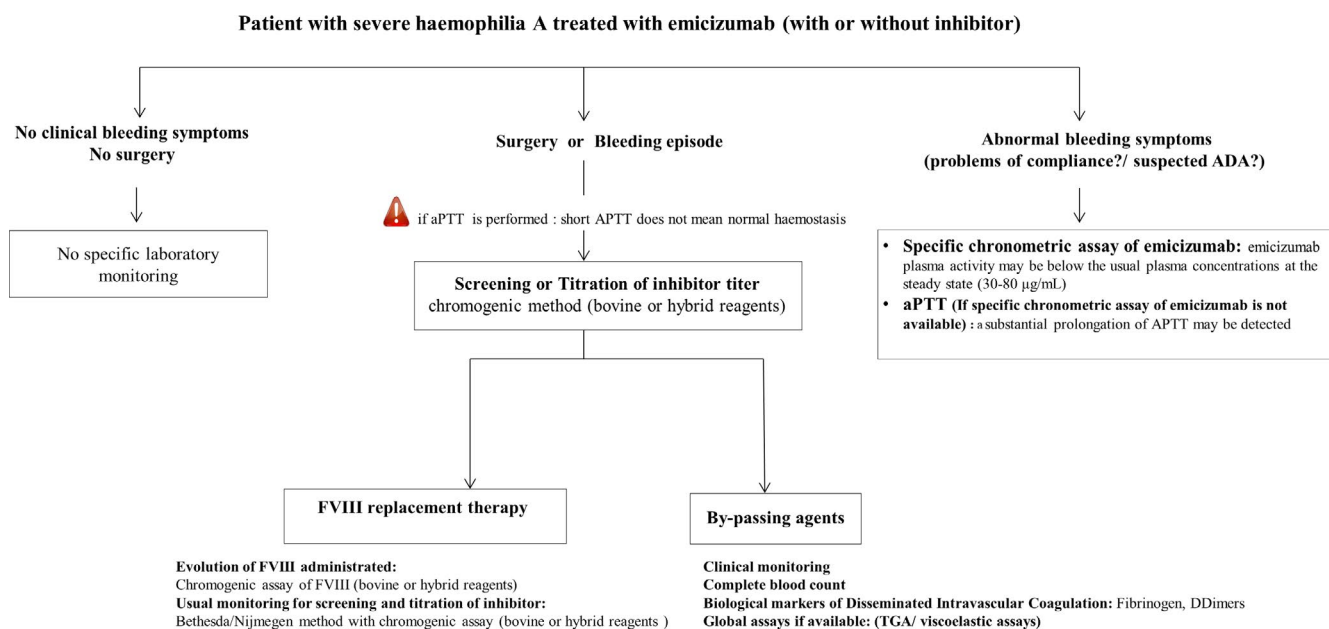 Patient with severe haemophilia A treated with emicizumab (with or without inhibitor)
No clinical bleeding symptoms
No surgery
No specific laboratory
monitoring
Surgery or Bleeding episode
if aPTT is performed : short APTT does not mean normal haemostasis
Screening or Titration of inhibitor titer
chromogenic method (bovine or hybrid reagents)
Abnormal bleeding symptoms
(problems of compliance?/ suspected ADA?)
• Specific chronometric assay of emicizumab: emicizumab
plasma activity may be below the usual plasma concentrations at the
steady state (30-80 µg/mL)
• aPTT (If specific chronometric assay of emicizumab is not
available) : a substantial prolongation of APTT may be detected
FVIII replacement therapy
Evolution of FVIII administrated:
Chromogenic assay of FVIII (bovine or hybrid reagents)
Usual monitoring for screening and titration of inhibitor:
Bethesda/Nijmegen method with chromogenic assay (bovine or hybrid reagents )
By-passing agents
Clinical monitoring
Complete blood count
Biological markers of Disseminated Intravascular Coagulation: Fibrinogen, DDimers
Global assays if available: (TGA/ viscoelastic assays)